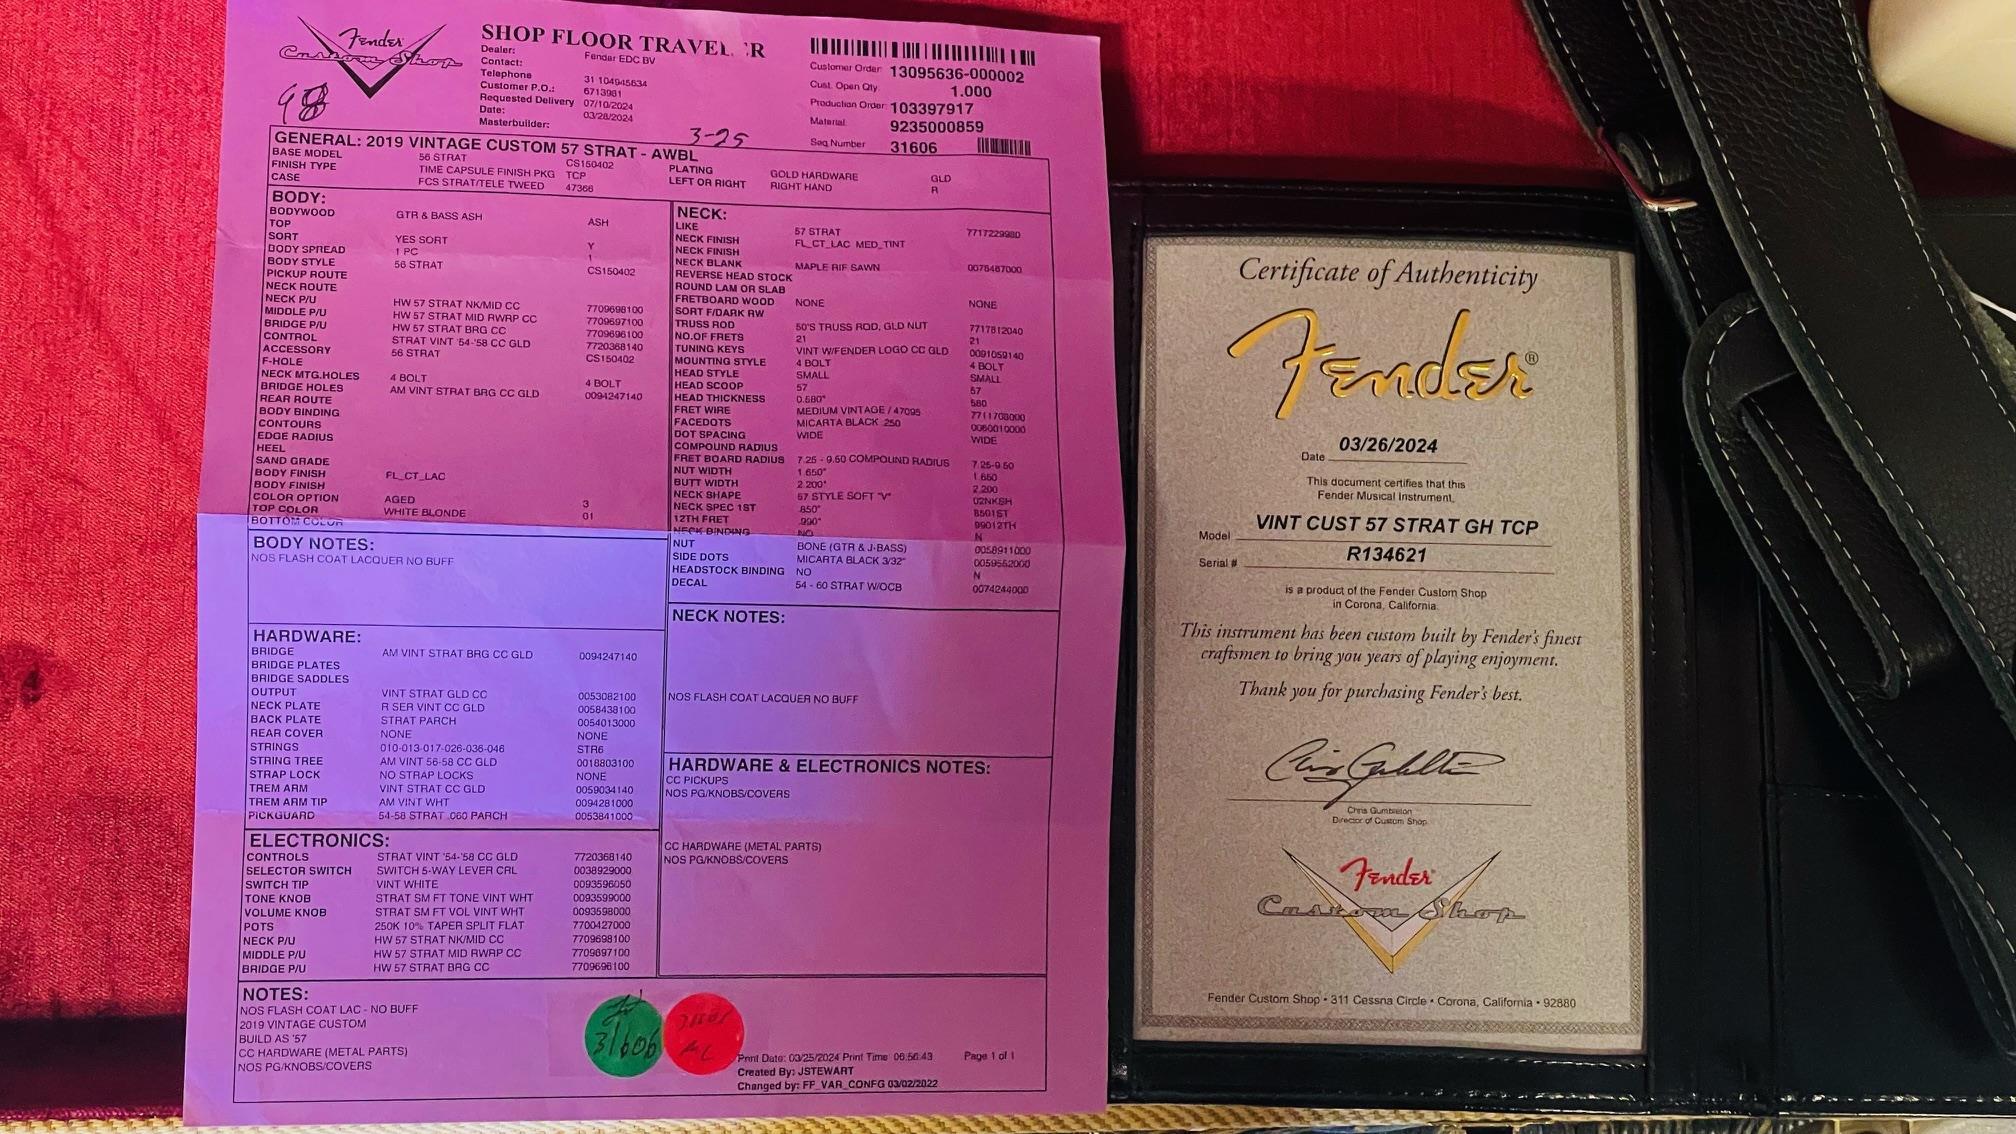 Fender
Custom Shop
98
SHOP FLOOR TRAVELER
Dealer: Fender EDC BV
Contact:
Telephone 31 104945634
Customer P.O.: 6713981
Requested Delivery 07/10/2024
Date: 03/28/2024
Masterbuilder:
3-25
Customer Order: 13095636-000002
Cust. Open Qty 1.000
Production Order: 103397917
Material: 9235000859
Seq Number 31606
GENERAL: 2019 VINTAGE CUSTOM 57 STRAT - AWBL
BASE MODEL 56 STRAT CS150402 PLATING GOLD HARDWARE GLD
FINISH TYPE TIME CAPSULE FINISH PKG TCP LEFT OR RIGHT RIGHT HAND R
CASE FCS STRAT/TELE TWEED 47366
BODY:
BODYWOOD GTR & BASS ASH ASH
TOP
SORT YES SORT Y
BODY SPREAD 1 PC 1
BODY STYLE 56 STRAT CS150402
PICKUP ROUTE
NECK ROUTE
NECK P/U HW 57 STRAT NK/MID CC 7709698100
MIDDLE P/U HW 57 STRAT MID RWRP CC 7709697100
BRIDGE P/U HW 57 STRAT BRG CC 7709696100
CONTROL STRAT VINT '54-'58 CC GLD 7720368140
ACCESSORY 56 STRAT CS150402
F-HOLE
NECK MTG.HOLES 4 BOLT 4 BOLT
BRIDGE HOLES AM VINT STRAT BRG CC GLD 0094247140
REAR ROUTE
BODY BINDING
CONTOURS
EDGE RADIUS
HEEL
SAND GRADE
BODY FINISH FL_CT_LAC
BODY FINISH
COLOR OPTION AGED 3
TOP COLOR WHITE BLONDE 01
BOTTOM COLOR
BODY NOTES:
NOS FLASH COAT LACQUER NO BUFF
HARDWARE:
BRIDGE AM VINT STRAT BRG CC GLD 0094247140
BRIDGE PLATES
BRIDGE SADDLES
OUTPUT VINT STRAT GLD CC 0053082100
NECK PLATE R SER VINT CC GLD 0058438100
BACK PLATE STRAT PARCH 0054013000
REAR COVER NONE NONE
STRINGS 010-013-017-026-036-046 STR6
STRING TREE AM VINT 56-58 CC GLD 0018803100
STRAP LOCK NO STRAP LOCKS NONE
TREM ARM VINT STRAT CC GLD 0059034140
TREM ARM TIP AM VINT WHT 0094281000
PICKGUARD 54-58 STRAT .060 PARCH 0053841000
ELECTRONICS:
CONTROLS STRAT VINT '54-'58 CC GLD 7720368140
SELECTOR SWITCH SWITCH 5-WAY LEVER CRL 0038929000
SWITCH TIP VINT WHITE 0093596050
TONE KNOB STRAT SM FT TONE VINT WHT 0093599000
VOLUME KNOB STRAT SM FT VOL VINT WHT 0093598000
POTS 250K 10% TAPER SPLIT FLAT 7700427000
NECK P/U HW 57 STRAT NK/MID CC 7709698100
MIDDLE P/U HW 57 STRAT MID RWRP CC 7709697100
BRIDGE P/U HW 57 STRAT BRG CC 7709696100
NECK:
LIKE 57 STRAT 7717229980
NECK FINISH FL_CT_LAC MED_TINT
NECK FINISH
NECK BLANK MAPLE RIF SAWN 0076467000
REVERSE HEAD STOCK
ROUND LAM OR SLAB
FRETBOARD WOOD NONE NONE
SORT F/DARK RW
TRUSS ROD 50'S TRUSS ROD, GLD NUT 7717812040
NO.OF FRETS 21 21
TUNING KEYS VINT W/FENDER LOGO CC GLD 0091059140
MOUNTING STYLE 4 BOLT 4 BOLT
HEAD STYLE SMALL SMALL
HEAD SCOOP 57 57
HEAD THICKNESS 0.580" 580
FRET WIRE MEDIUM VINTAGE / 47095 7711708000
FACEDOTS MICARTA BLACK .250 0060010000
DOT SPACING WIDE WIDE
COMPOUND RADIUS
FRET BOARD RADIUS 7.25 - 9.50 COMPOUND RADIUS 7.25-9.50
NUT WIDTH 1.650" 1.650
BUTT WIDTH 2.200" 2.200
NECK SHAPE 57 STYLE SOFT "V" 02NKSH
NECK SPEC 1ST .850" 8501ST
12TH FRET .990" 99012TH
NECK BINDING NO N
NUT BONE (GTR & J-BASS) 0058911000
SIDE DOTS MICARTA BLACK 3/32" 0059552000
HEADSTOCK BINDING NO N
DECAL 54 - 60 STRAT W/OCB 0074244000
NECK NOTES:
NOS FLASH COAT LACQUER NO BUFF
HARDWARE & ELECTRONICS NOTES:
CC PICKUPS
NOS PG/KNOBS/COVERS
CC HARDWARE (METAL PARTS)
NOS PG/KNOBS/COVERS
NOTES:
NOS FLASH COAT LAC - NO BUFF
2019 VINTAGE CUSTOM
BUILD AS '57
CC HARDWARE (METAL PARTS)
NOS PG/KNOBS/COVERS
31606
Print Date: 03/25/2024 Print Time 06:56:43 Page 1 of 1
Created By: JSTEWART
Changed by: FF_VAR_CONFG 03/02/2022
Certificate of Authenticity
Fender®
Date 03/26/2024
This document certifies that this
Fender Musical Instrument,
Model VINT CUST 57 STRAT GH TCP
Serial # R134621
is a product of the Fender Custom Shop
in Corona, California.
This instrument has been custom built by Fender's finest
craftsmen to bring you years of playing enjoyment.
Thank you for purchasing Fender's best.
Chris Gumbleton
Director of Custom Shop
Fender
Custom Shop
Fender Custom Shop • 311 Cessna Circle • Corona, California • 92880